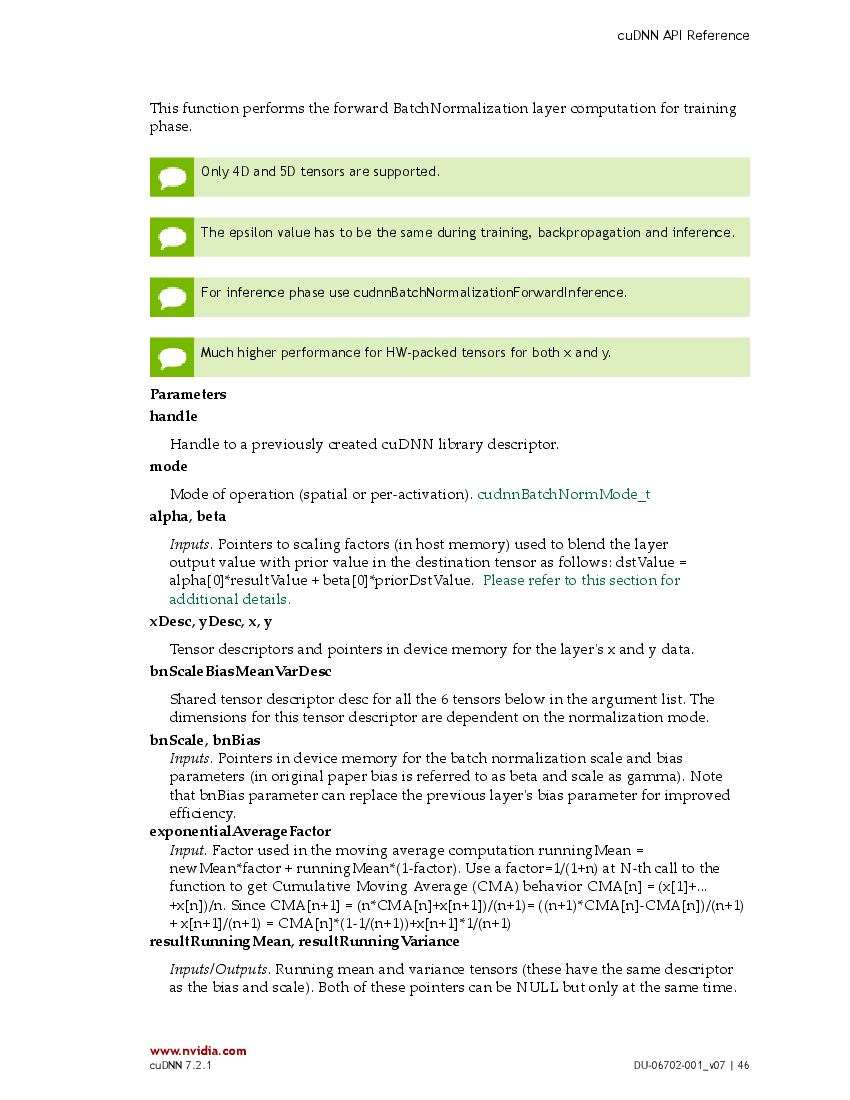 cuDNN API Reference
This function performs the forward BatchNormalization layer computation for training
phase.
Only 4D and 5D tensors are supported.
The epsilon value has to be the same during training, backpropagation and inference.
For inference phase use cudnnBatchNormalizationForwardInference.
Much higher performance for HW-packed tensors for both x and y.
Parameters
handle
Handle to a previously created cuDNN library descriptor.
mode
Mode of operation (spatial or per-activation). cudnnBatchNormMode_t
alpha, beta
Inputs. Pointers to scaling factors (in host memory) used to blend the layer
output value with prior value in the destination tensor as follows: dstValue =
alpha[0]*resultValue + beta[0]*priorDstValue. Please refer to this section for
additional details.
xDesc, yDesc, x, y
Tensor descriptors and pointers in device memory for the layer's x and y data.
bnScaleBiasMeanVarDesc
Shared tensor descriptor desc for all the 6 tensors below in the argument list. The
dimensions for this tensor descriptor are dependent on the normalization mode.
bnScale, bnBias
Inputs. Pointers in device memory for the batch normalization scale and bias
parameters (in original paper bias is referred to as beta and scale as gamma). Note
that bnBias parameter can replace the previous layer's bias parameter for improved
efficiency.
exponentialAverageFactor
Input. Factor used in the moving average computation runningMean =
newMean*factor + runningMean*(1-factor). Use a factor=1/(1+n) at N-th call to the
function to get Cumulative Moving Average (CMA) behavior CMA[n] = (x[1]+...
+x[n])/n. Since CMA[n+1] = (n*CMA[n]+x[n+1])/(n+1)= ((n+1)*CMA[n]-CMA[n])/(n+1)
+ x[n+1]/(n+1) = CMA[n]*(1-1/(n+1))+x[n+1]*1/(n+1)
resultRunningMean, resultRunningVariance
Inputs/Outputs. Running mean and variance tensors (these have the same descriptor
as the bias and scale). Both of these pointers can be NULL but only at the same time.
www.nvidia.com
cuDNN 7.2.1
DU-06702-001_v07 | 46